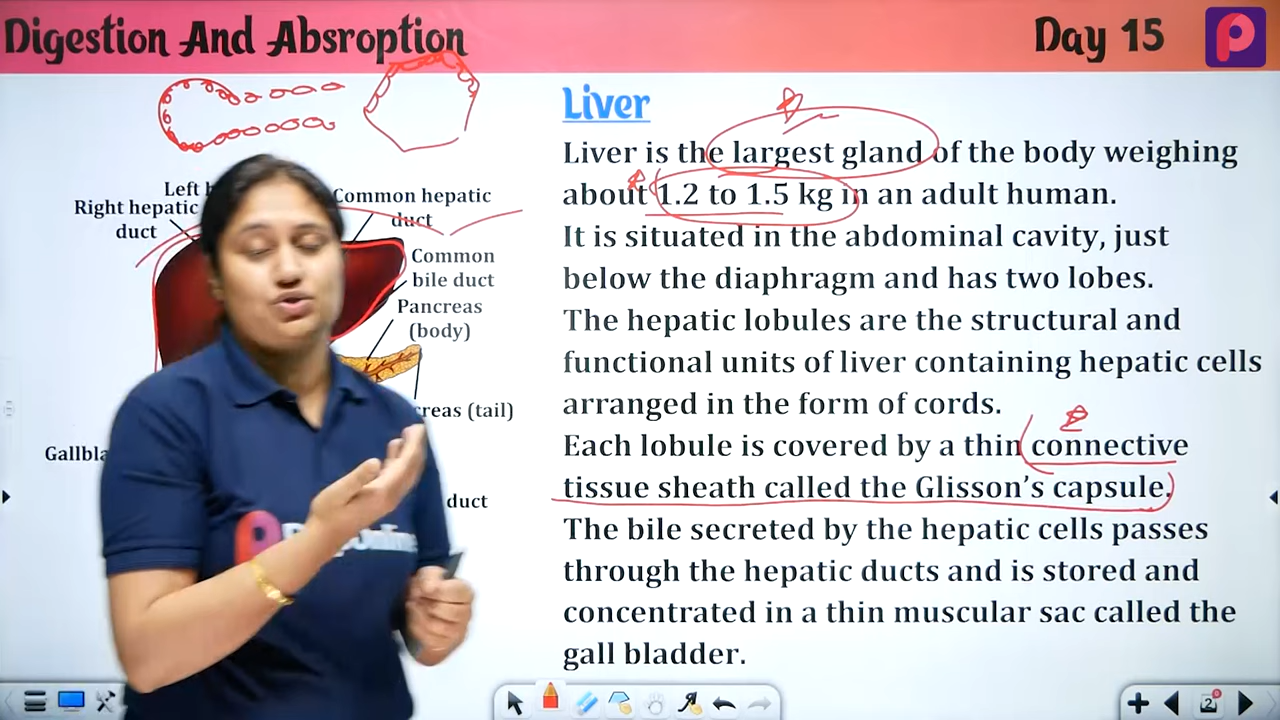 Digestion And Absroption
Day 15
Left
Right hepatic
duct
Common hepatic
duct
Common
bile duct
Pancreas
(body)
creas (tail)
Gallbla
duct
Liver
Liver is the largest gland of the body weighing
about 1.2 to 1.5 kg in an adult human.
It is situated in the abdominal cavity, just
below the diaphragm and has two lobes.
The hepatic lobules are the structural and
functional units of liver containing hepatic cells
arranged in the form of cords.
Each lobule is covered by a thin connective
tissue sheath called the Glisson's capsule.
The bile secreted by the hepatic cells passes
through the hepatic ducts and is stored and
concentrated in a thin muscular sac called the
gall bladder.
2